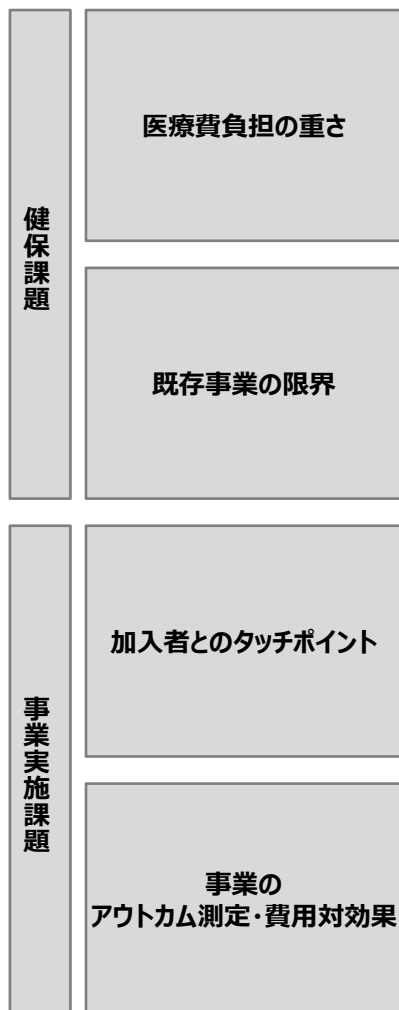 健保課題
医療費負担の重さ
既存事業の限界
事業実施課題
加入者とのタッチポイント
事業の
アウトカム測定・費用対効果